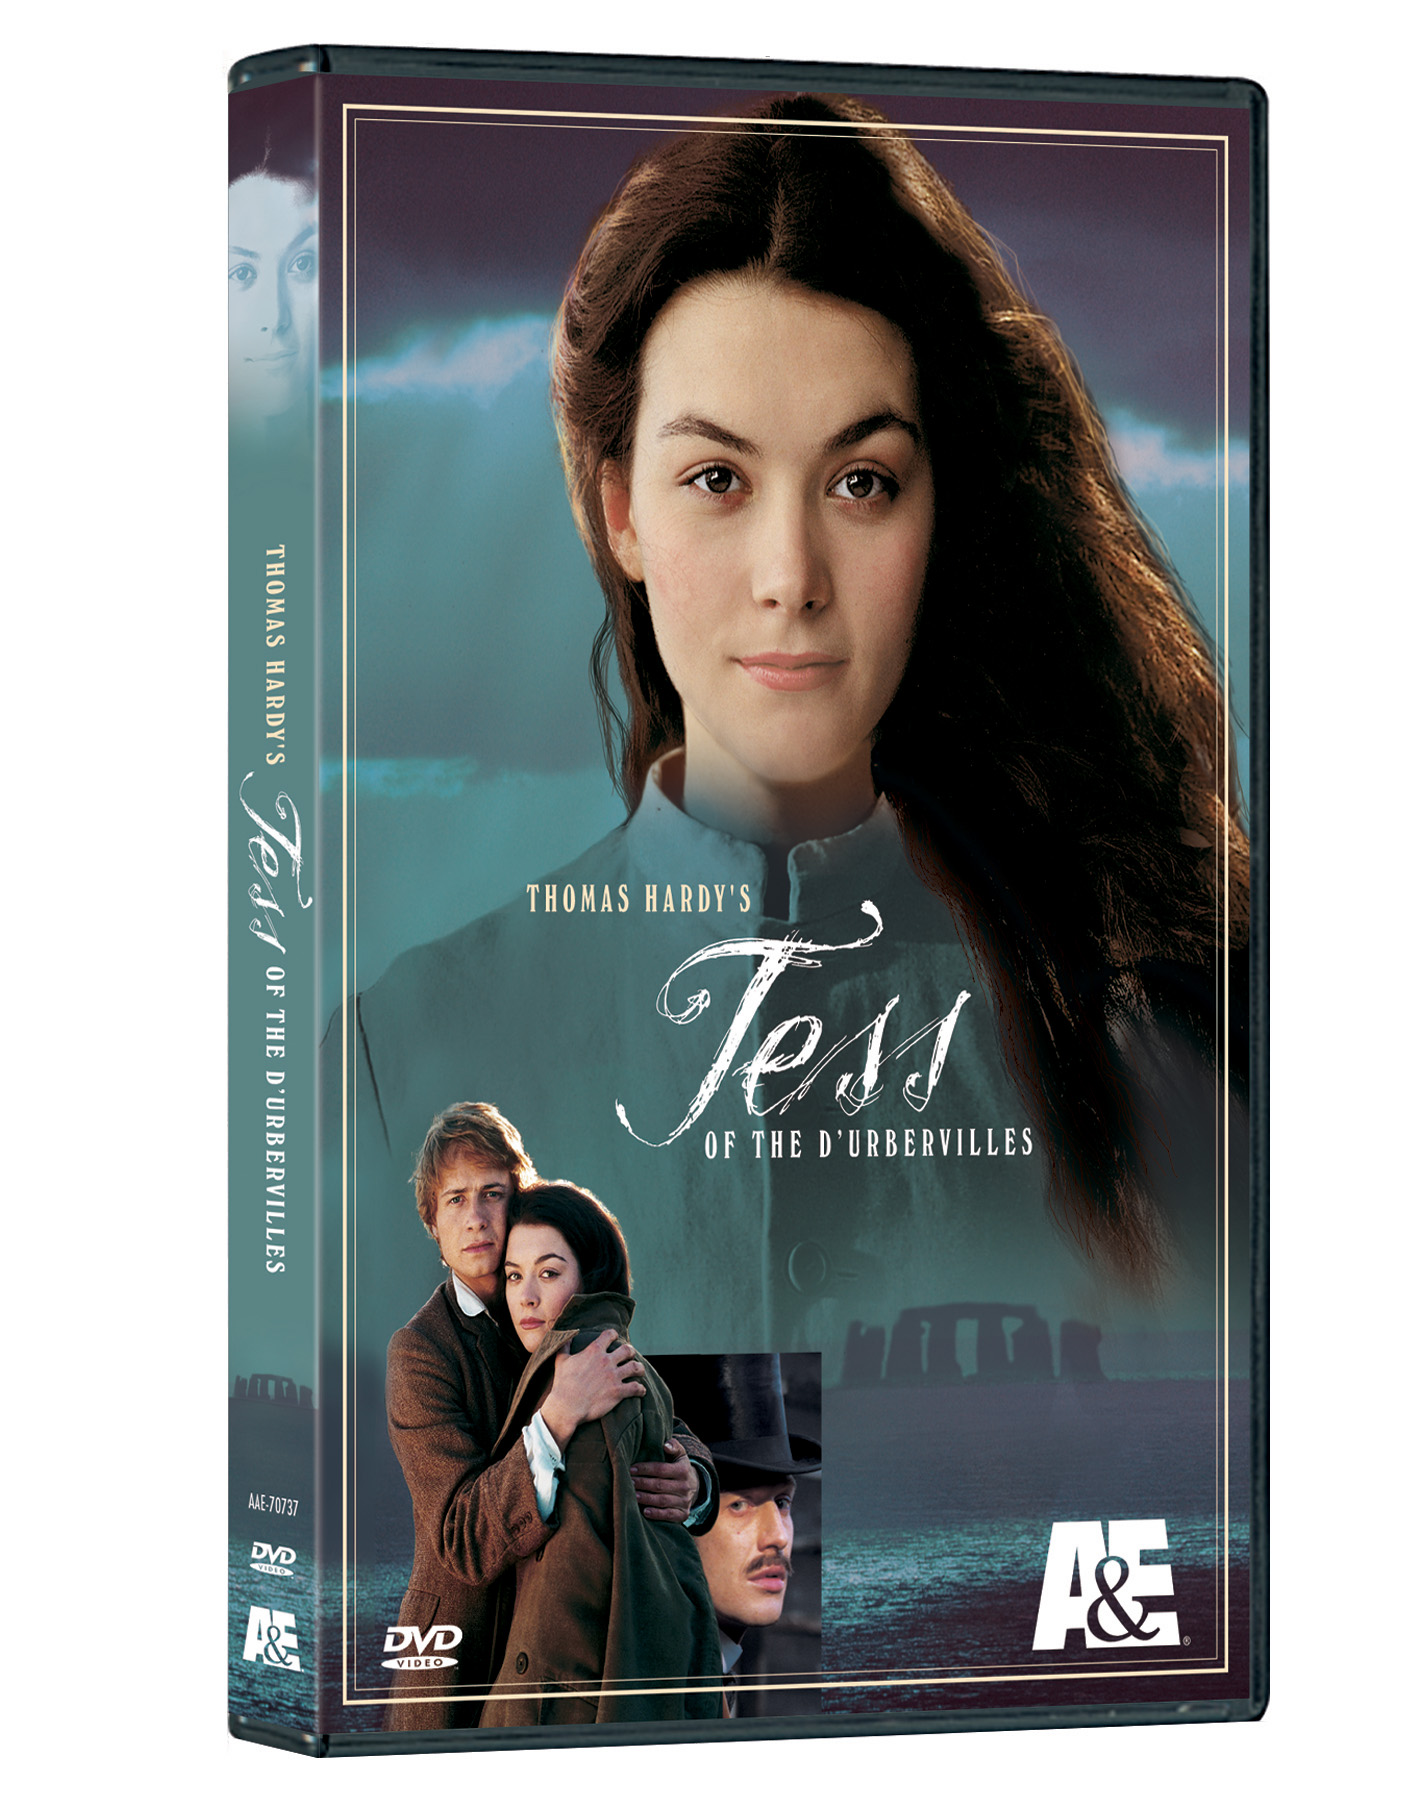 THOMAS HARDY'S
Tess
OF THE D'URBERVILLES
DVD
VIDEO
A&E®
THOMAS HARDY'S Tess OF THE D'URBERVILLES
AAE-70737
DVD
VIDEO
A&E